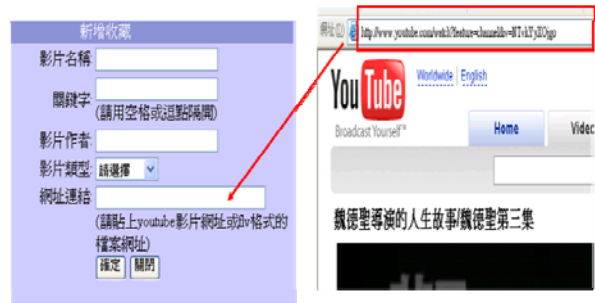 新增收藏
影片名稱:
關鍵字:
(請用空格或逗點隔開)
影片作者:
影片類型: 請選擇
網址連結:
(請貼上youtube影片網址或flv格式的
檔案網址)
確定 關閉
網址(D)
You Tube
Worldwide English
Broadcast Yourself™
Home Videc
魏德聖導演的人生故事/魏德聖第三集